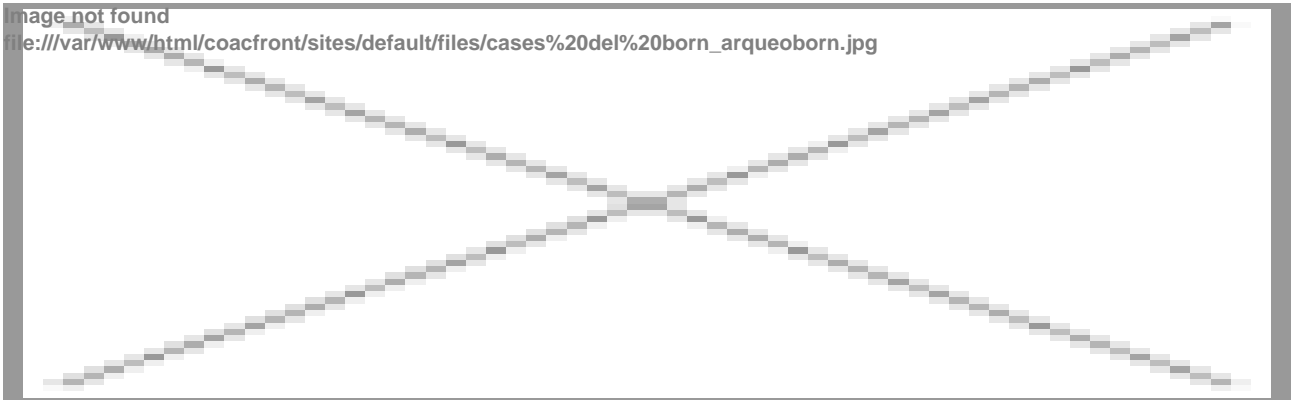 Image not found
file:///var/www/html/coacfront/sites/default/files/cases%20del%20born_arqueoborn.jpg